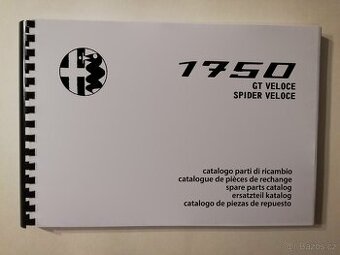 1750
GT VELOCE
SPIDER VELOCE
catalogo parti di ricambio
catalogue de pièces de rechange
spare parts catalog
ersatzteil katalog
catalogo de piezas de repuesto